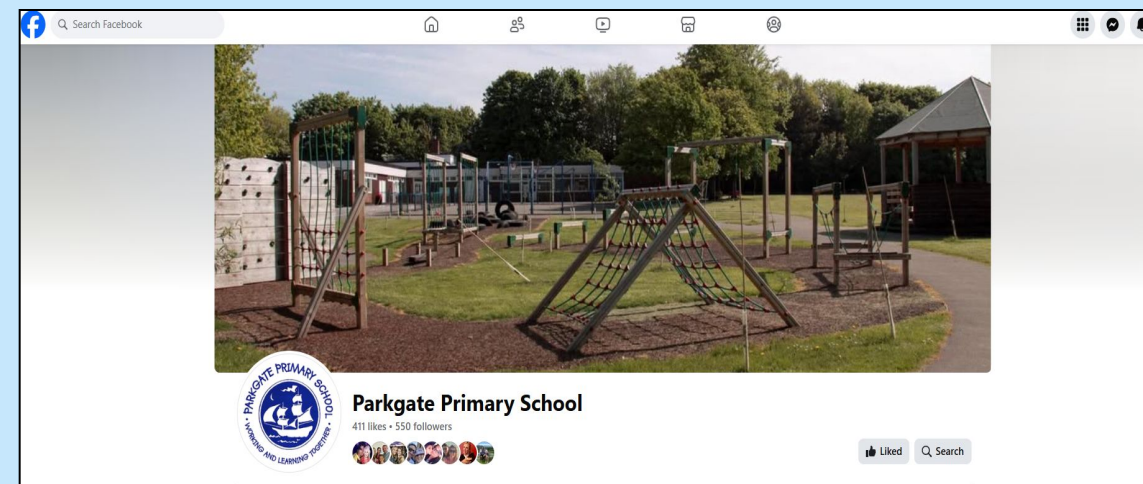 Search Facebook
PARKGATE PRIMARY SCHOOL
WORKING AND LEARNING TOGETHER
Parkgate Primary School
411 likes • 550 followers
Liked
Search